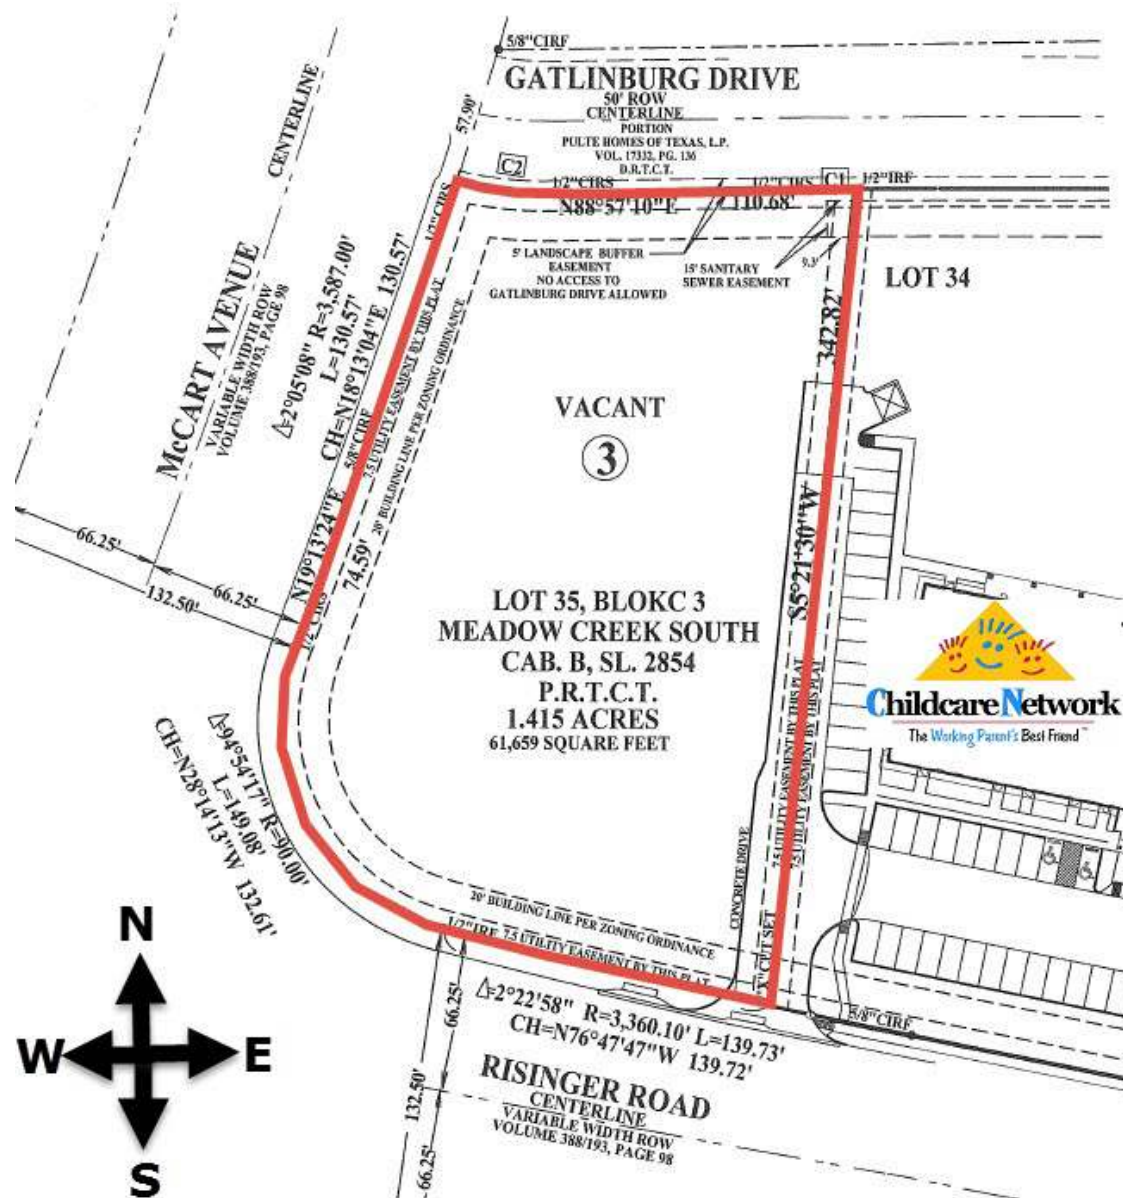 5/8"CIRF
GATLINBURG DRIVE
50' ROW
CENTERLINE
PORTION
PULTE HOMES OF TEXAS, L.P.
VOL. 17332, PG. 136
D.R.T.C.T.
CENTERLINE
57.90'
C2
1/2"CIRS
1/2"CIRS
C1
1/2"IRF
N88°57'10"E
110.68'
1/2"CIRS
5' LANDSCAPE BUFFER
EASEMENT
NO ACCESS TO
GATLINBURG DRIVE ALLOWED
15' SANITARY
SEWER EASEMENT
9.3'
LOT 34
342.82'
McCART AVENUE
VARIABLE WIDTH ROW
VOLUME 388/193, PAGE 98
Δ=2°05'08" R=3,587.00'
L=130.57'
CH=N18°13'04"E 130.57'
5/8"CIRF
7.5 UTILITY EASEMENT BY THIS PLAT
20' BUILDING LINE PER ZONING ORDINANCE
VACANT
3
N19°13'24"E
74.59'
1/2"CIRS
66.25'
66.25'
132.50'
S5°21'30"W
LOT 35, BLOKC 3
MEADOW CREEK SOUTH
CAB. B, SL. 2854
P.R.T.C.T.
1.415 ACRES
61,659 SQUARE FEET
Childcare Network
The Working Parent's Best Friend
7.5 UTILITY EASEMENT BY THIS PLAT
7.5 UTILITY EASEMENT BY THIS PLAT
Δ=94°54'17" R=90.00'
L=149.08'
CH=N28°14'13"W 132.61'
CONCRETE DRIVE
20' BUILDING LINE PER ZONING ORDINANCE
1/2"IRF
7.5 UTILITY EASEMENT BY THIS PLAT
"X"CPT SET
N
W
E
S
66.25'
132.50'
66.25'
Δ=2°22'58" R=3,360.10' L=139.73'
CH=N76°47'47"W 139.72'
5/8"CIRF
RISINGER ROAD
CENTERLINE
VARIABLE WIDTH ROW
VOLUME 388/193, PAGE 98